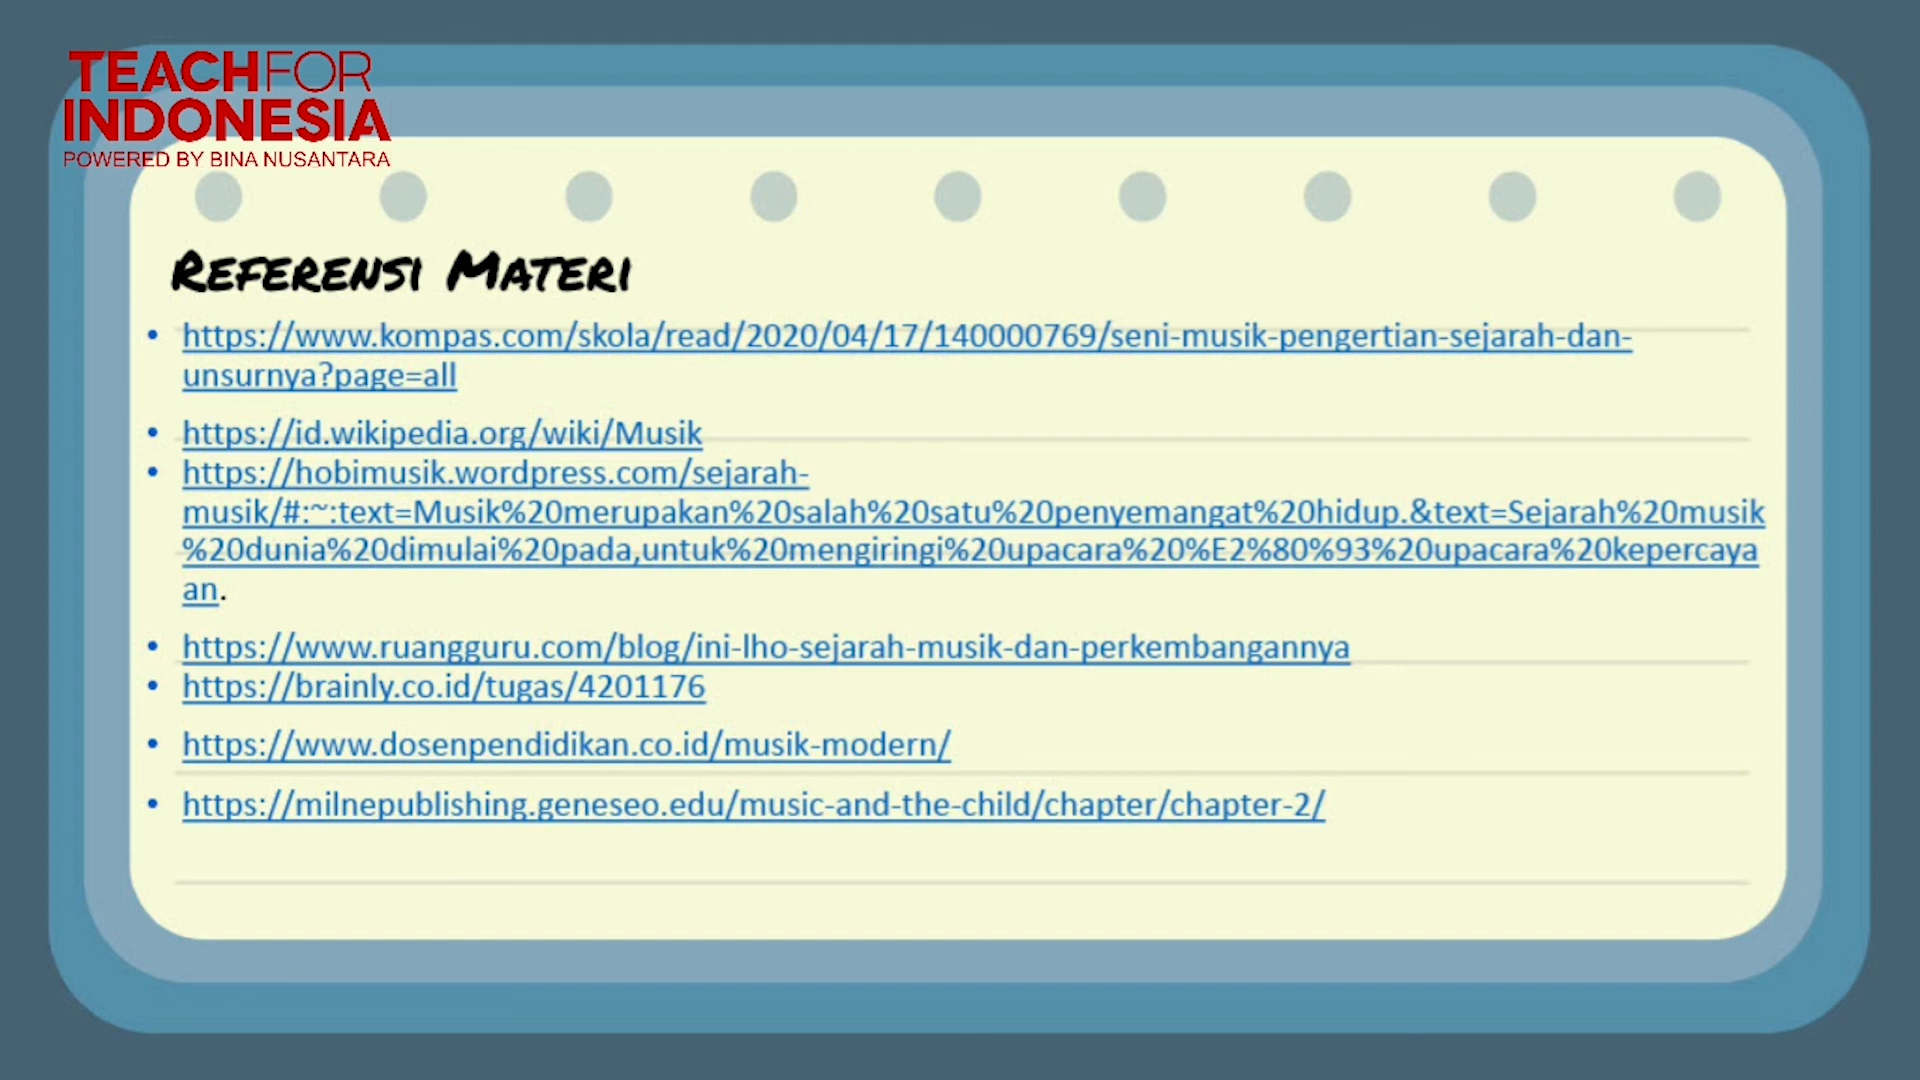 TEACHFOR
INDONESIA
POWERED BY BINA NUSANTARA
REFERENSI MATERI
• https://www.kompas.com/skola/read/2020/04/17/140000769/seni-musik-pengertian-sejarah-dan-
unsurnya?page=all
• https://id.wikipedia.org/wiki/Musik
• https://hobimusik.wordpress.com/sejarah-
musik/#:~:text=Musik%20merupakan%20salah%20satu%20penyemangat%20hidup.&text=Sejarah%20musik
%20dunia%20dimulai%20pada,untuk%20mengiringi%20upacara%20%E2%80%93%20upacara%20kepercaya
an.
• https://www.ruangguru.com/blog/ini-lho-sejarah-musik-dan-perkembangannya
• https://brainly.co.id/tugas/4201176
• https://www.dosenpendidikan.co.id/musik-modern/
• https://milnepublishing.geneseo.edu/music-and-the-child/chapter/chapter-2/